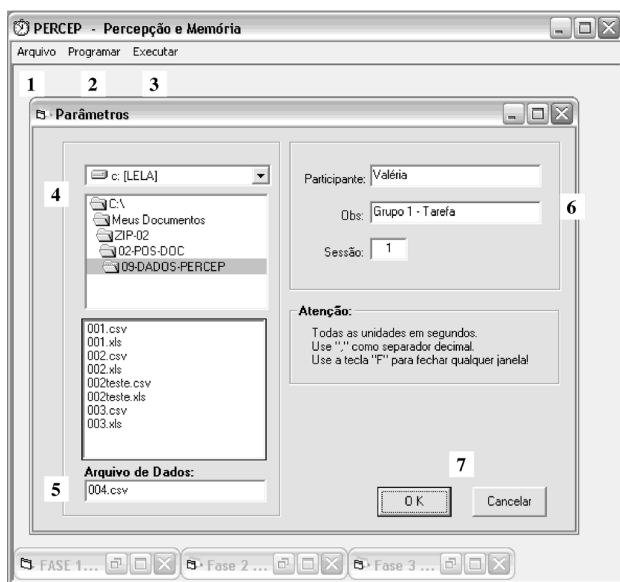 PERCEP - Percepção e Memória
Arquivo Programar Executar
1 2 3
Parâmetros
4
c: [LELA]
C:\
Meus Documentos
ZIP-02
02-POS-DOC
09-DADOS-PERCEP
001.csv
001.xls
002.csv
002.xls
002teste.csv
002teste.xls
003.csv
003.xls
Arquivo de Dados:
5
004.csv
Participante: Valéria
Obs: Grupo 1 - Tarefa
6
Sessão: 1
Atenção:
Todas as unidades em segundos.
Use "," como separador decimal.
Use a tecla "F" para fechar qualquer janela!
7
OK Cancelar
FASE 1... Fase 2 ... Fase 3 ...